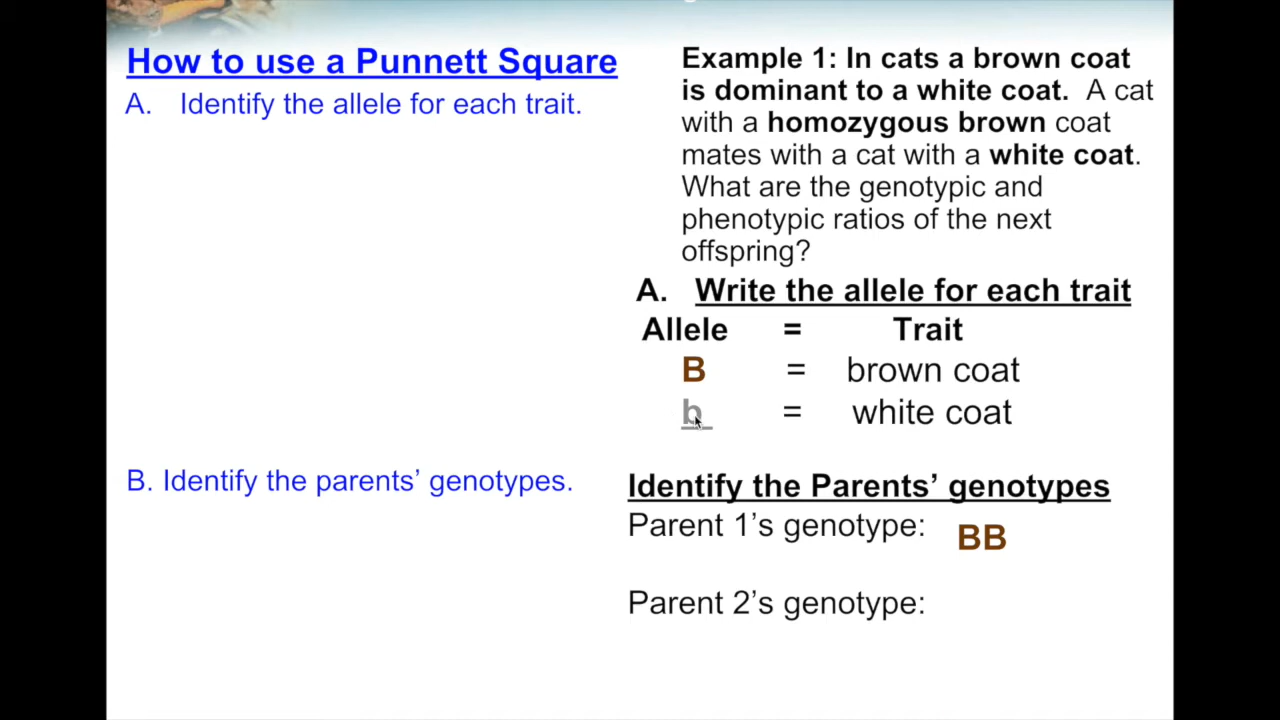 How to use a Punnett Square
A. Identify the allele for each trait.
Example 1: In cats a brown coat
is dominant to a white coat. A cat
with a homozygous brown coat
mates with a cat with a white coat.
What are the genotypic and
phenotypic ratios of the next
offspring?
A. Write the allele for each trait
Allele = Trait
B = brown coat
b = white coat
B. Identify the parents’ genotypes.
Identify the Parents’ genotypes
Parent 1’s genotype: BB
Parent 2’s genotype: